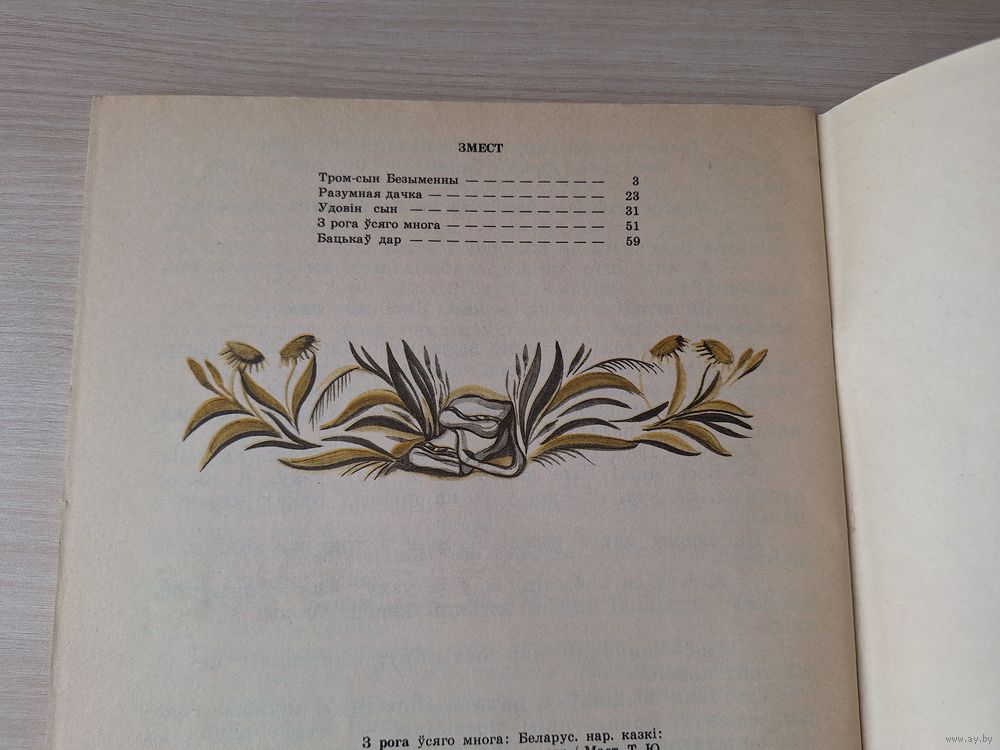 ЗМЕСТ
Тром-сын Безыменны — — — — — — — — 3
Разумная дачка — — — — — — — — — — 23
Удовін сын — — — — — — — — — — — 31
З рога ўсяго многа — — — — — — — — — 51
Бацькаў дар — — — — — — — — — — — 59
З рога ўсяго многа: Беларус. нар. казкі:
/ Маст. Т. Ю.
www.ay.by